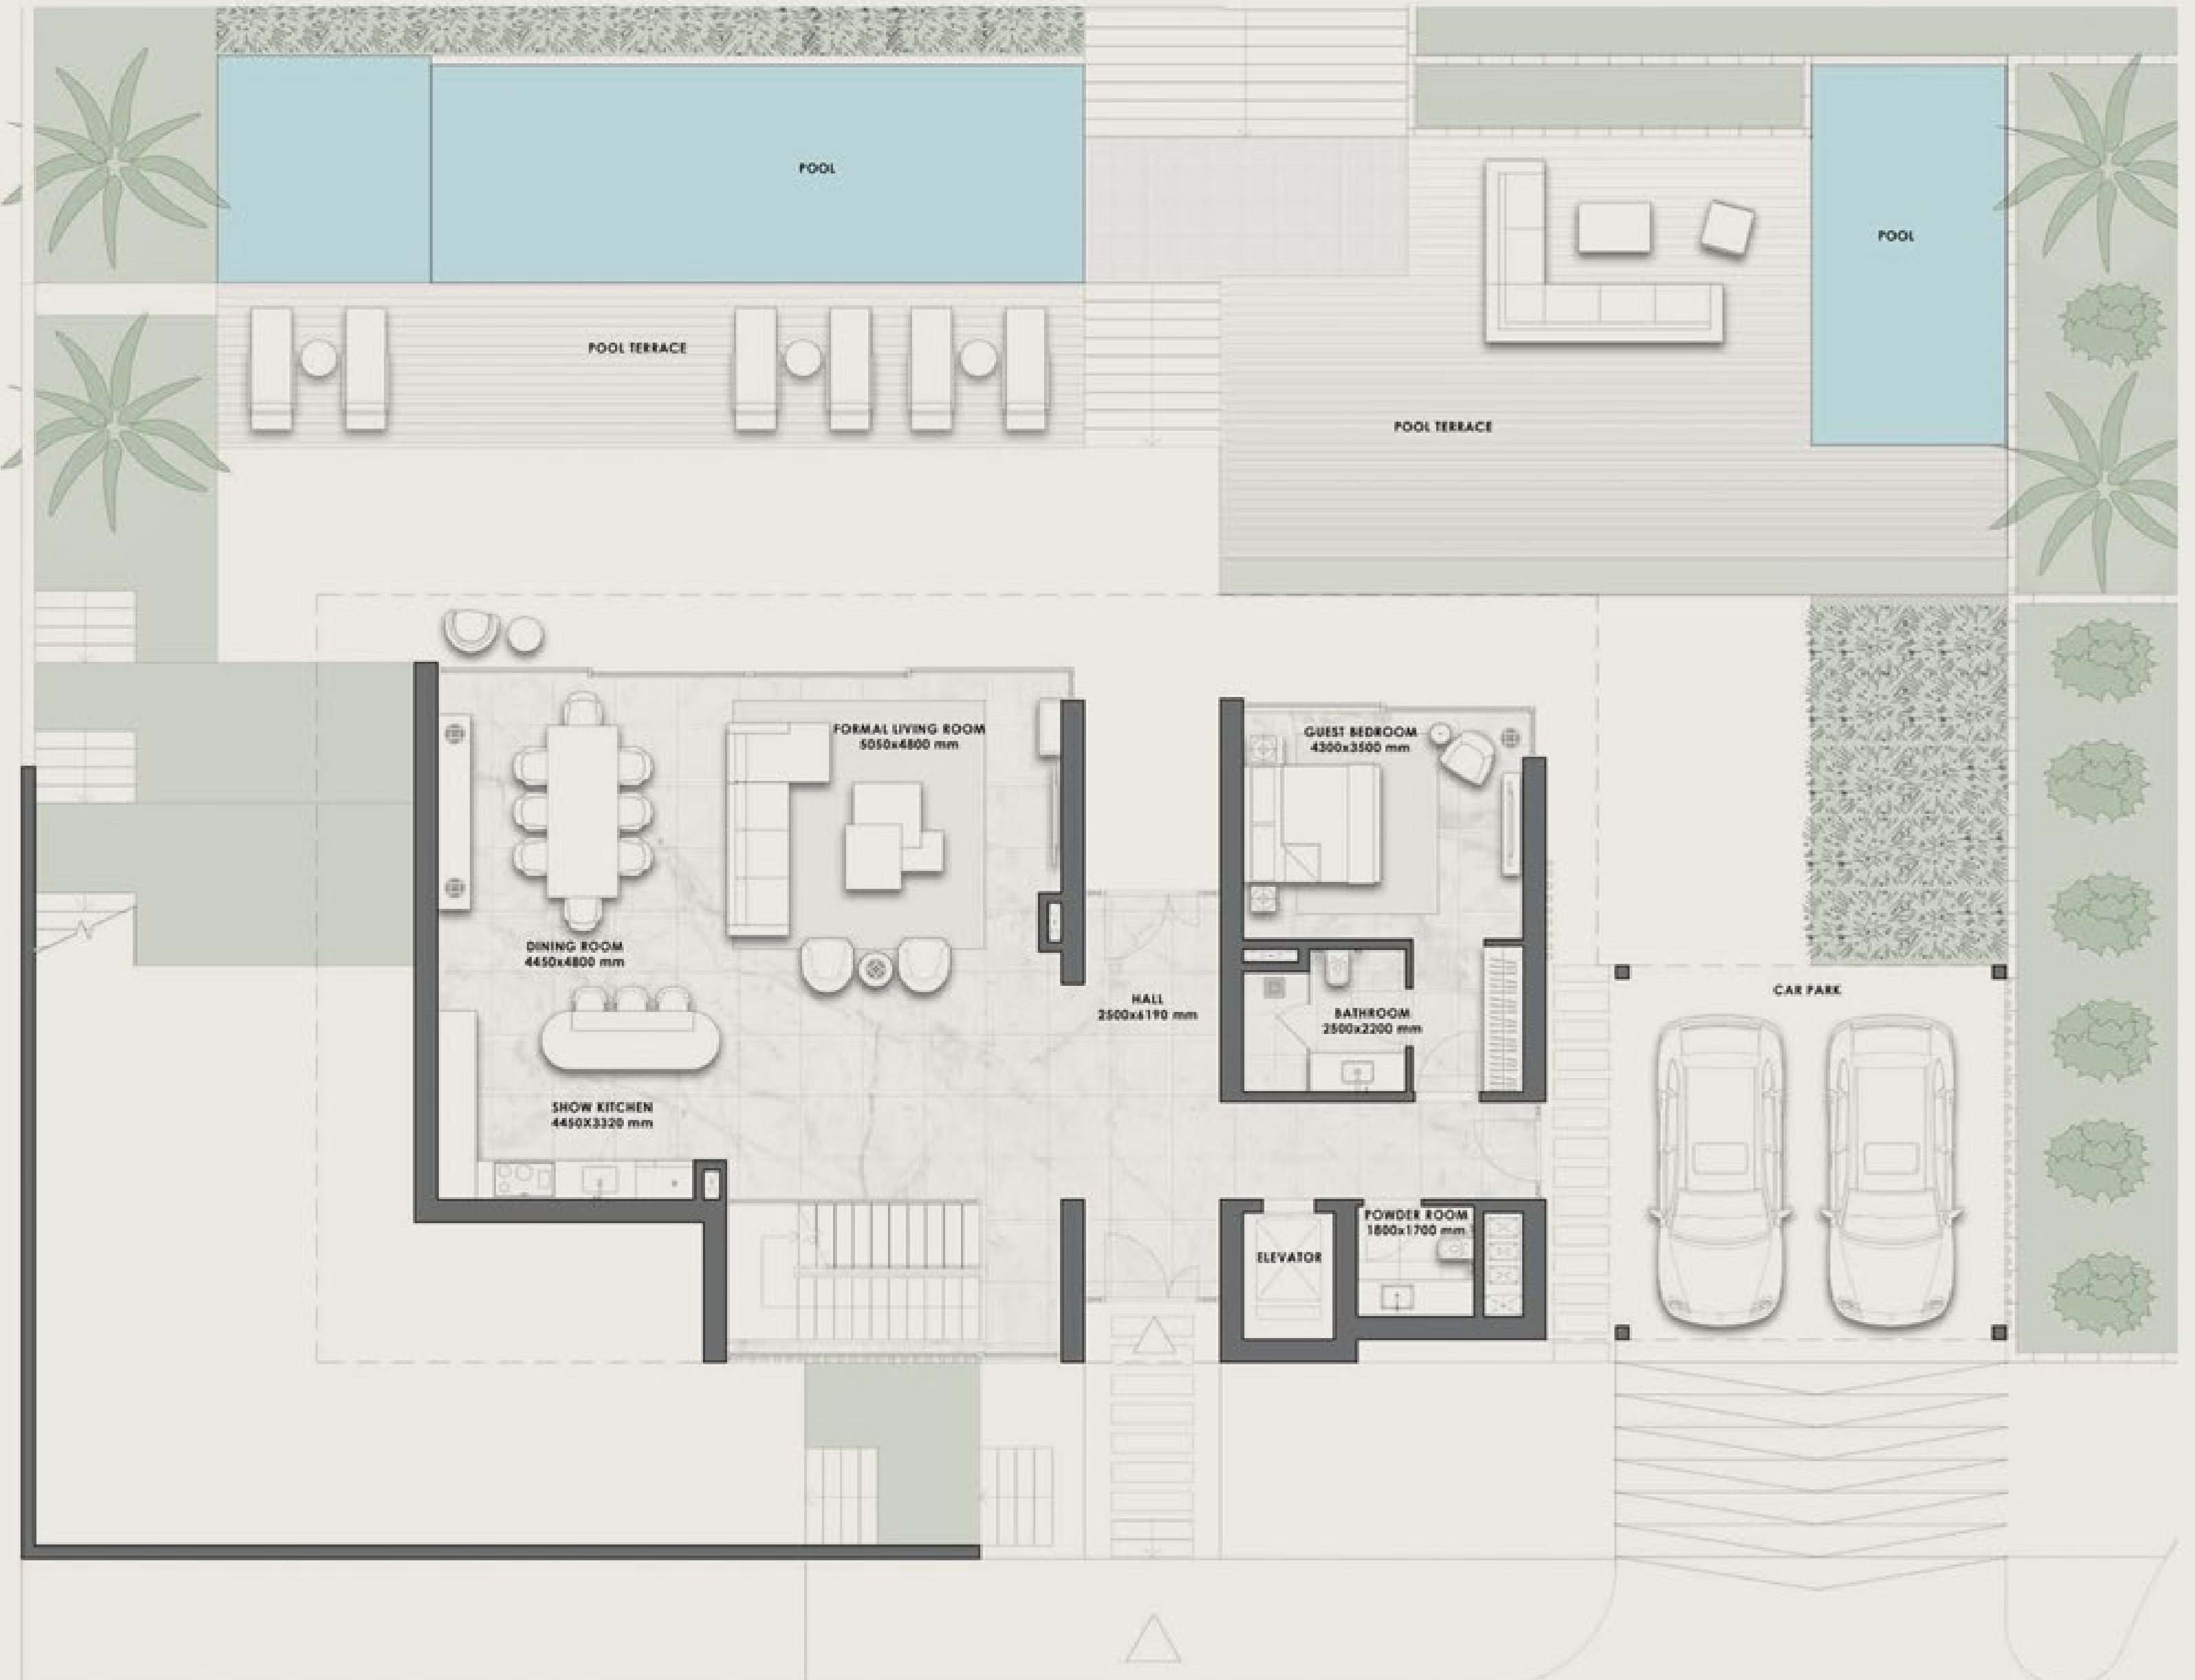 POOL
POOL
POOL TERRACE
POOL TERRACE
FORMAL LIVING ROOM
5050x4800 mm
GUEST BEDROOM
4300x3500 mm
DINING ROOM
4450x4800 mm
HALL
2500x6190 mm
BATHROOM
2500x2200 mm
CAR PARK
SHOW KITCHEN
4450X3320 mm
POWDER ROOM
1800x1700 mm
ELEVATOR